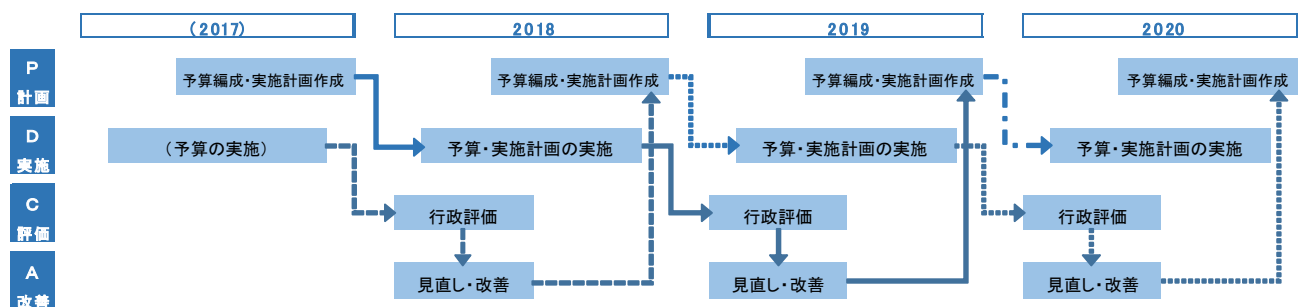 (2017)
2018
2019
2020
P
計画
予算編成・実施計画作成
予算編成・実施計画作成
予算編成・実施計画作成
予算編成・実施計画作成
D
実施
(予算の実施)
予算・実施計画の実施
予算・実施計画の実施
予算・実施計画の実施
C
評価
行政評価
行政評価
行政評価
A
改善
見直し・改善
見直し・改善
見直し・改善